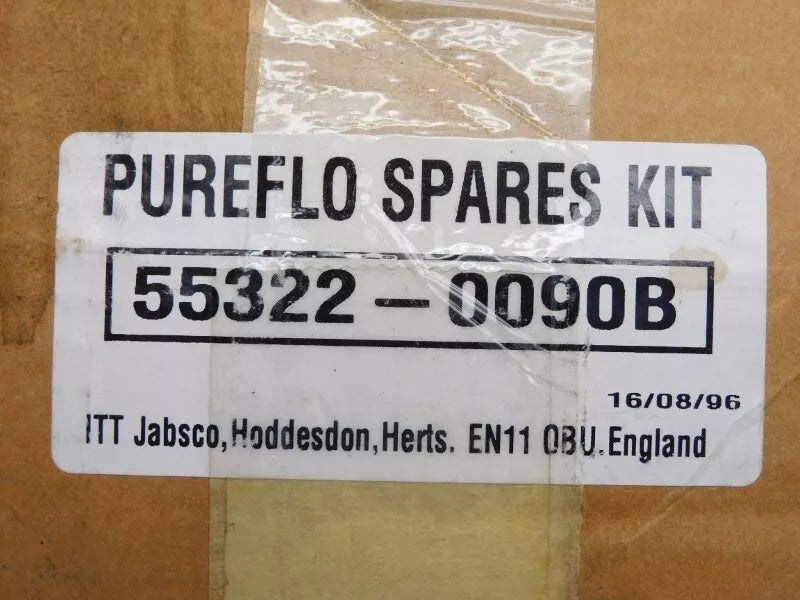 PUREFLO SPARES KIT
55322-0090B
16/08/96
ITT Jabsco, Hoddesdon, Herts. EN11 0BU. England